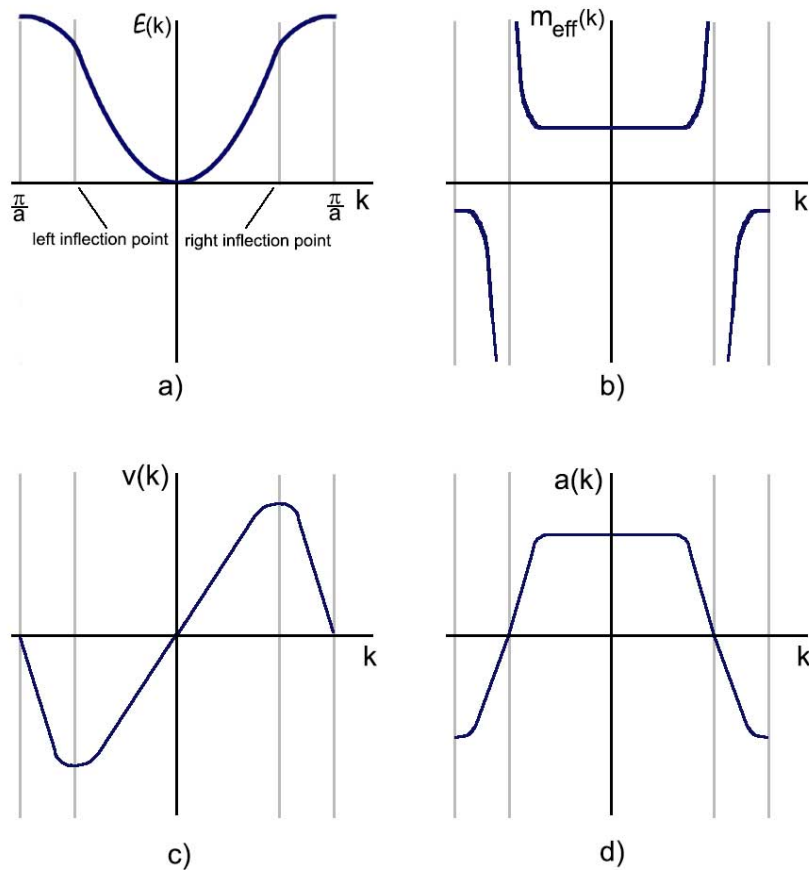 ℰ(k)
π/a
π/a
k
left inflection point
right inflection point
a)
m_eff(k)
k
b)
v(k)
k
c)
a(k)
k
d)